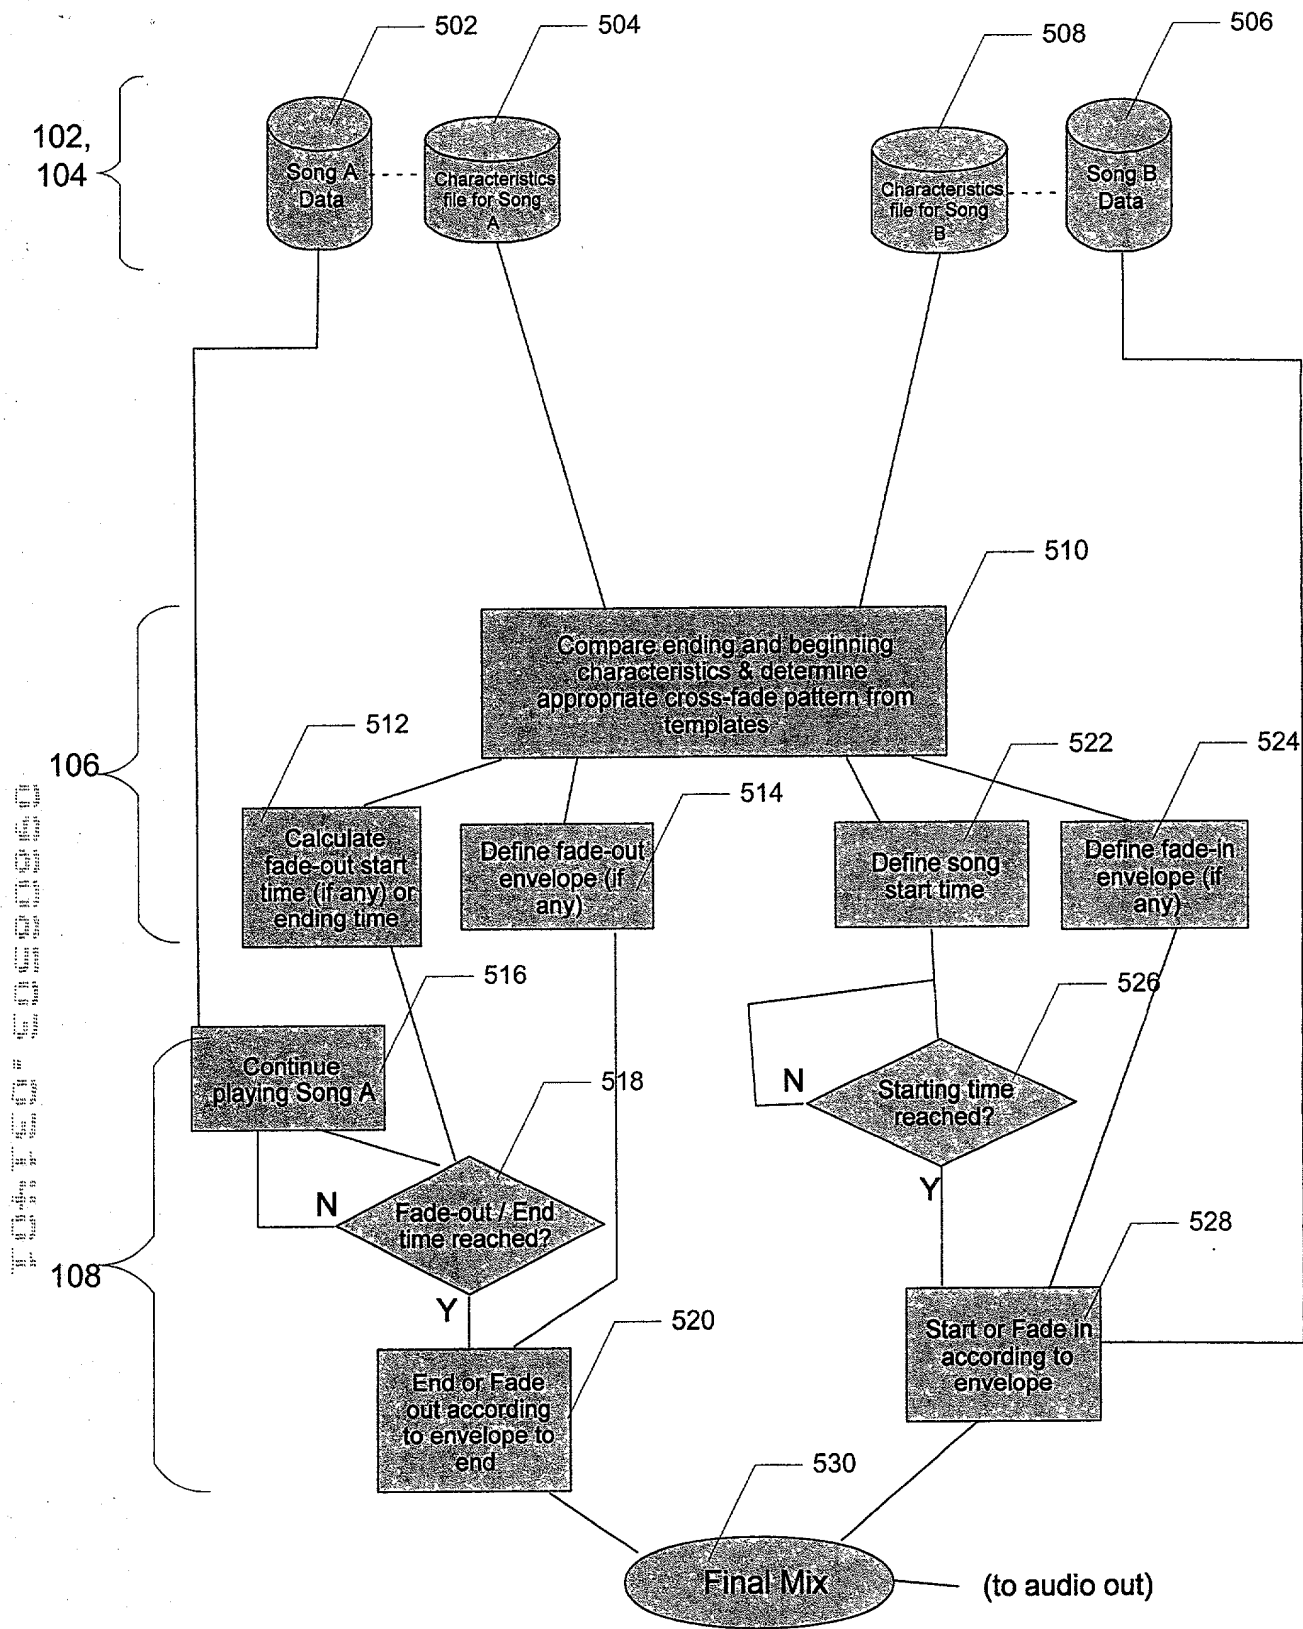 502
504
508
506
102,
104
Song A
Data
Characteristics
file for Song
A
Characteristics
file for Song
B
Song B
Data
510
Compare ending and beginning
characteristics & determine
appropriate cross-fade pattern from
templates
106
512
514
522
524
Calculate
fade-out start
time (if any) or
ending time
Define fade-out
envelope (if
any)
Define song
start time
Define fade-in
envelope (if
any)
516
Continue
playing Song A
518
526
N
Starting time
reached?
Y
N
Fade-out / End
time reached?
Y
108
528
Start or Fade in
according to
envelope
520
End or Fade
out according
to envelope to
end
530
Final Mix
(to audio out)